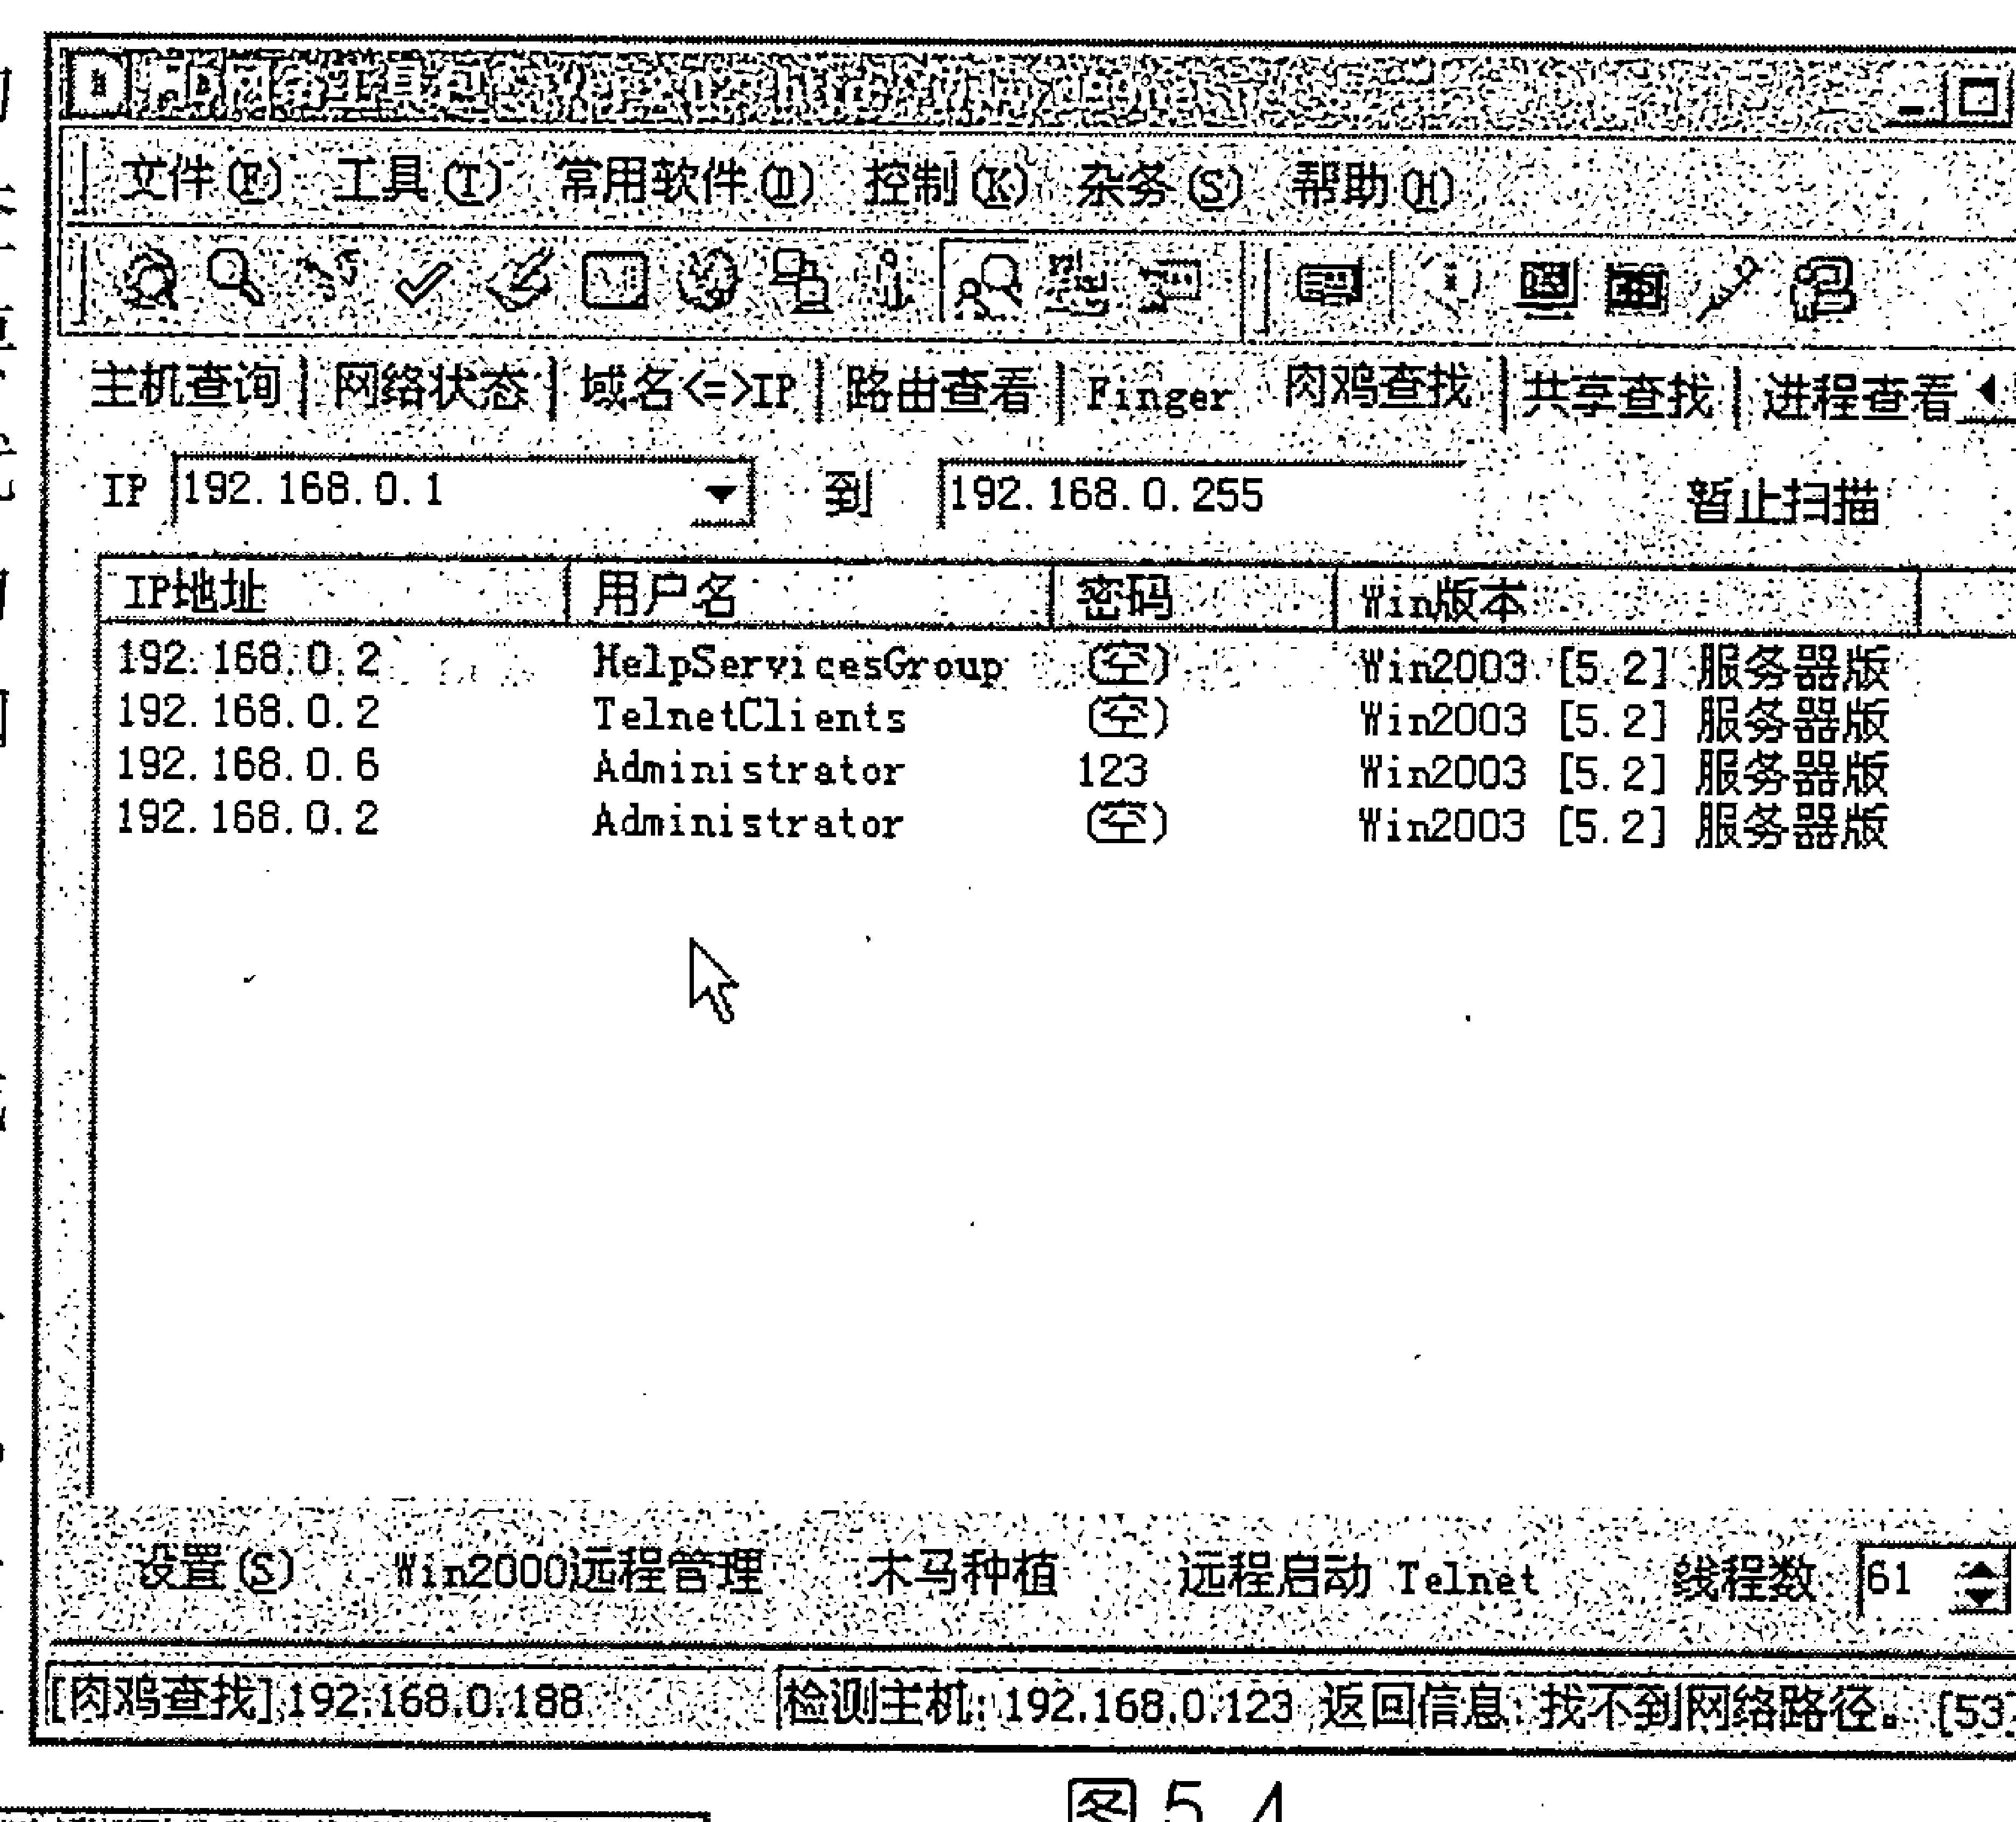 网络工具包
文件(F) 工具(T) 常用软件(D) 控制(K) 杂务(S) 帮助(H)
主机查询 网络状态 域名<=>IP 路由查看 Finger 肉鸡查找 共享查找 进程查看
IP 192.168.0.1 到 192.168.0.255 暂止扫描
IP地址 用户名 密码 Win版本
192.168.0.2 HelpServicesGroup (空) Win2003 [5.2] 服务器版
192.168.0.2 TelnetClients (空) Win2003 [5.2] 服务器版
192.168.0.6 Administrator 123 Win2003 [5.2] 服务器版
192.168.0.2 Administrator (空) Win2003 [5.2] 服务器版
设置(S) Win2000远程管理 木马种植 远程启动 Telnet 线程数 61
[肉鸡查找]192.168.0.188 检测主机: 192.168.0.123 返回信息: 找不到网络路径。 [53
图 5.4